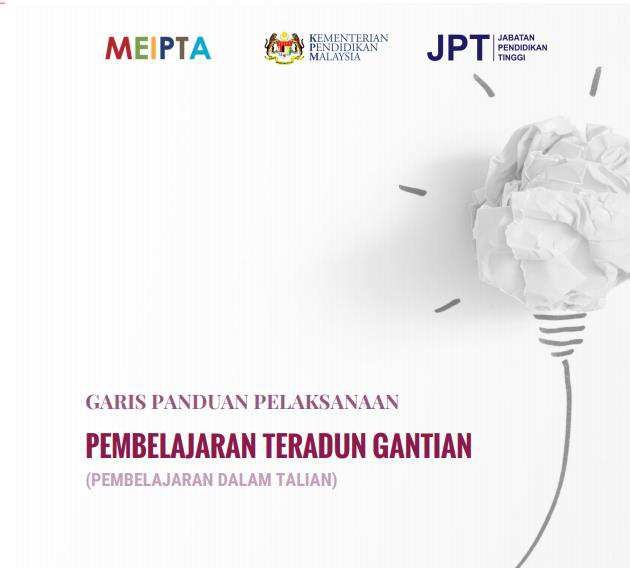 MEIPTA
KEMENTERIAN
PENDIDIKAN
MALAYSIA
JPT
JABATAN
PENDIDIKAN
TINGGI
GARIS PANDUAN PELAKSANAAN
PEMBELAJARAN TERADUN GANTIAN
(PEMBELAJARAN DALAM TALIAN)